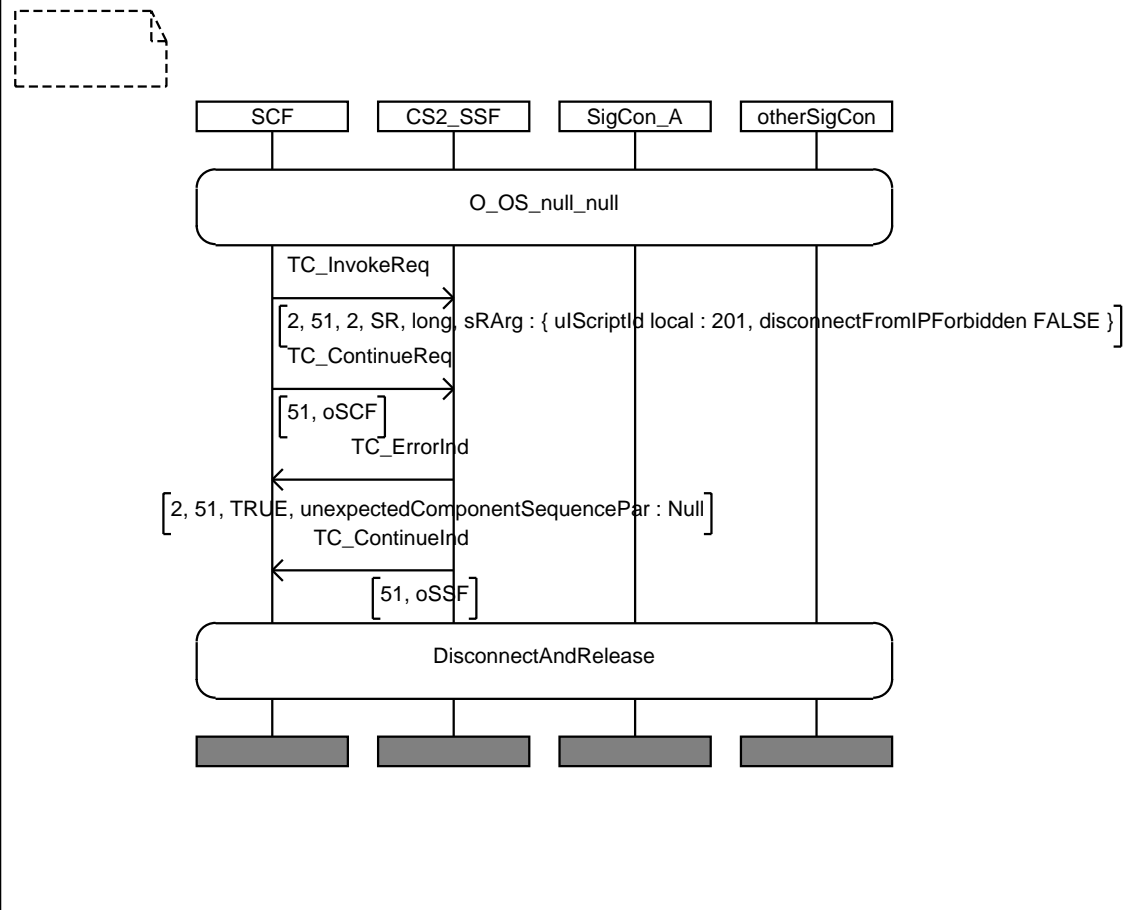 SCF CS2_SSF SigCon_A otherSigCon
O_OS_null_null
TC_InvokeReq
2, 51, 2, SR, long, sRArg : { uIScriptId local : 201, disconnectFromIPForbidden FALSE }
TC_ContinueReq
51, oSCF
TC_ErrorInd
2, 51, TRUE, unexpectedComponentSequencePar : Null
TC_ContinueInd
51, oSSF
DisconnectAndRelease